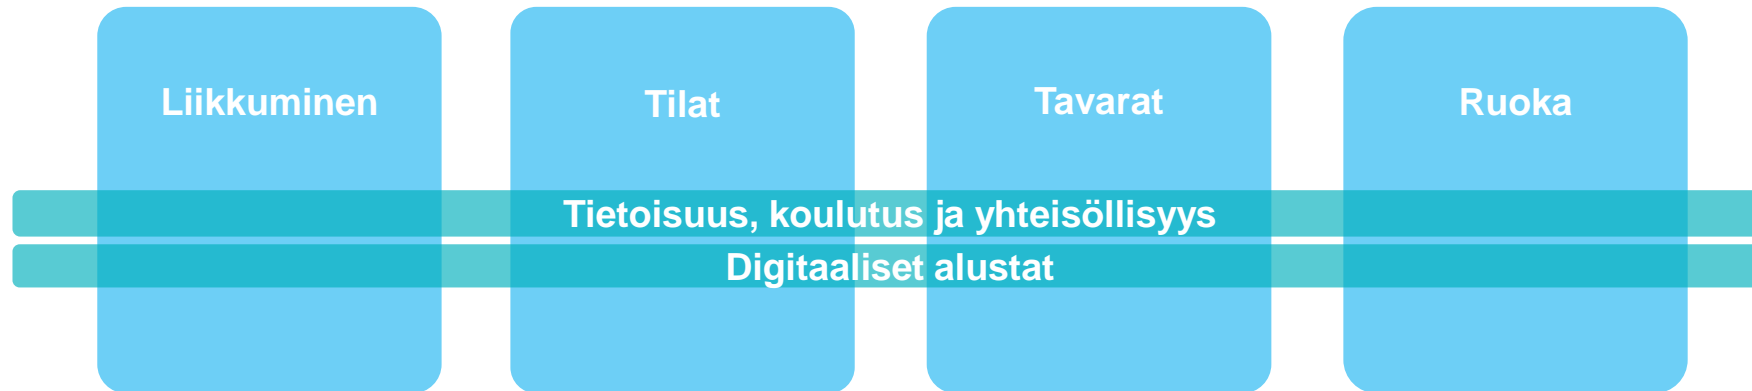 Liikkuminen
Tilat
Tavarat
Ruoka
Tietoisuus, koulutus ja yhteisöllisyys
Digitaaliset alustat